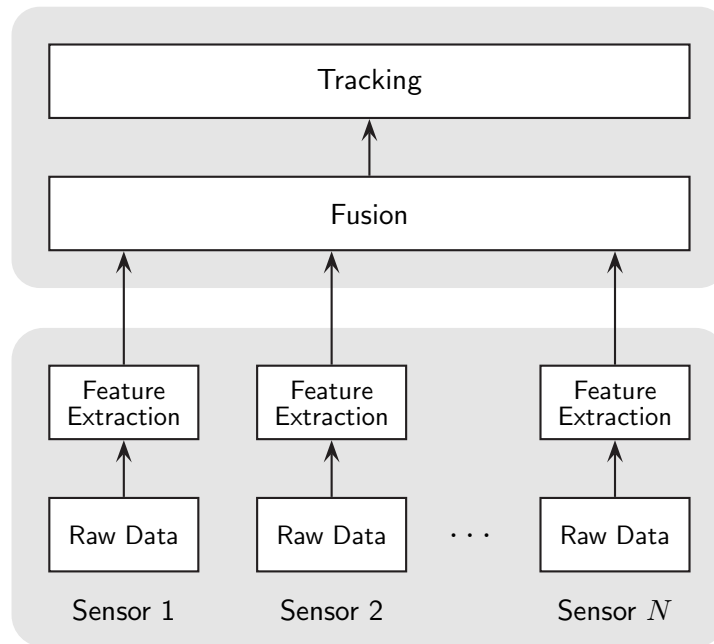 Tracking
Fusion
Feature
Extraction
Feature
Extraction
Feature
Extraction
Raw Data
Raw Data
. . .
Raw Data
Sensor 1
Sensor 2
Sensor N